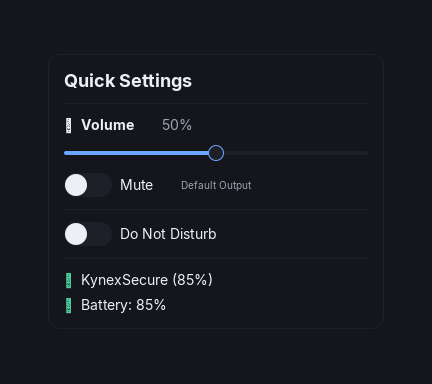 Quick Settings
Volume 50%
Mute Default Output
Do Not Disturb
KynexSecure (85%)
Battery: 85%